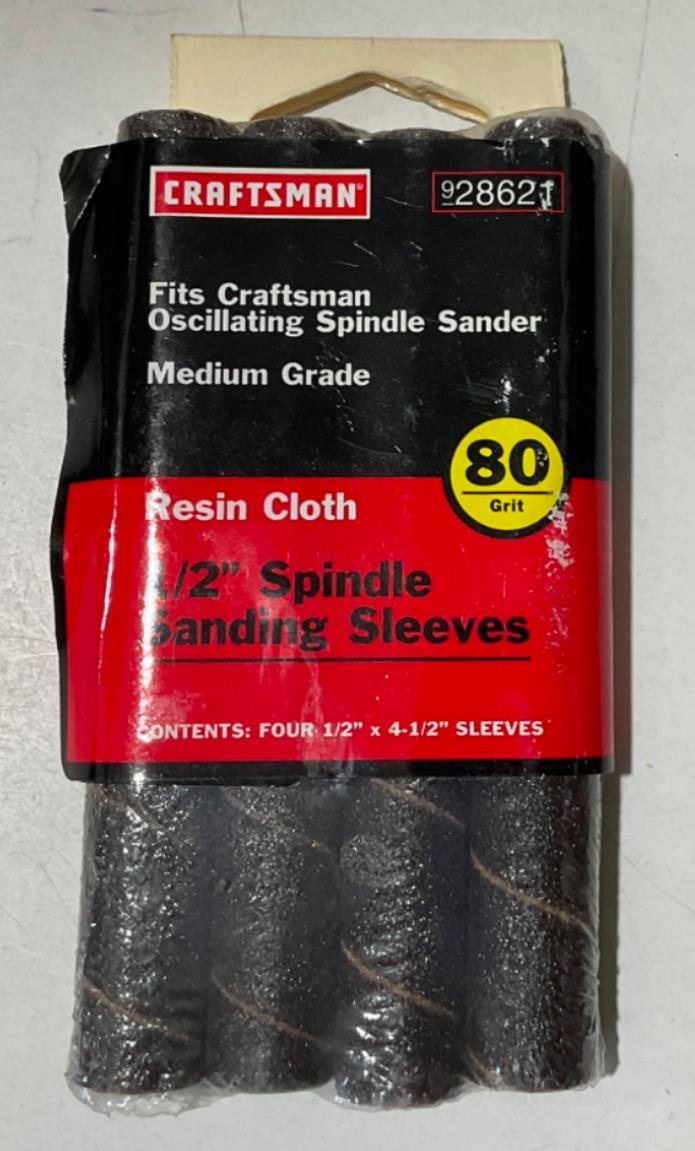 CRAFTSMAN®
928621
Fits Craftsman
Oscillating Spindle Sander
Medium Grade
80
Grit
Resin Cloth
1/2” Spindle
Sanding Sleeves
CONTENTS: FOUR 1/2” x 4-1/2” SLEEVES